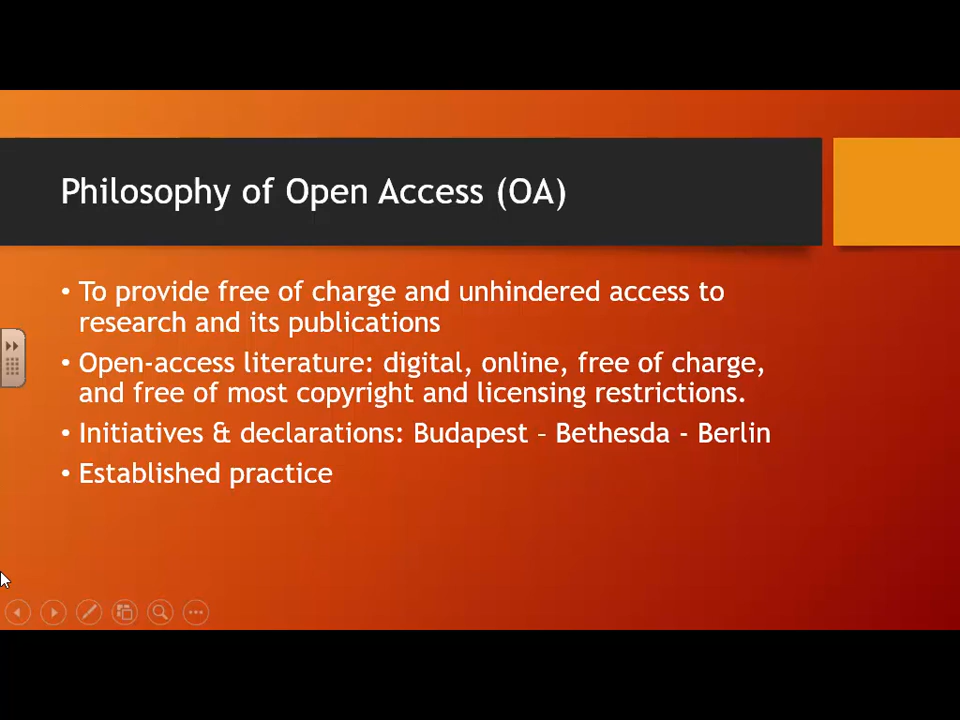 Philosophy of Open Access (OA)
• To provide free of charge and unhindered access to
research and its publications
• Open-access literature: digital, online, free of charge,
and free of most copyright and licensing restrictions.
• Initiatives & declarations: Budapest – Bethesda - Berlin
• Established practice